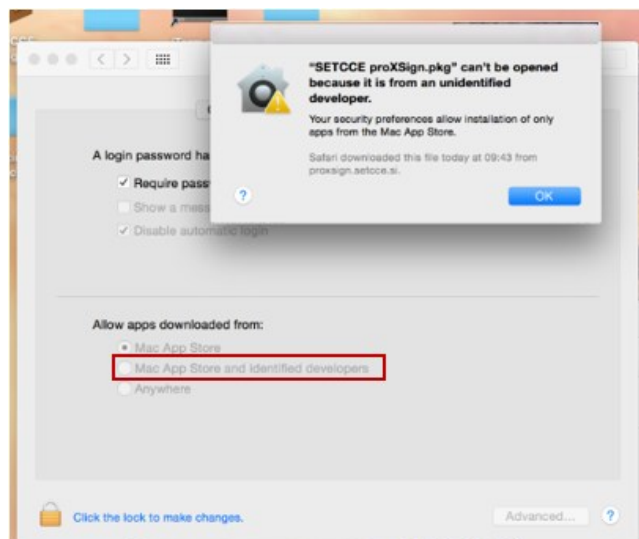 "SETCCE proXSign.pkg" can't be opened
because it is from an unidentified
developer.
Your security preferences allow installation of only
apps from the Mac App Store.
Safari downloaded this file today at 09:43 from
proxsign.setcce.si.
OK
A login password ha
Require pass
Show a mess
Disable automatic login
Allow apps downloaded from:
Mac App Store
Mac App Store and identified developers
Anywhere
Click the lock to make changes.
Advanced...
?
?